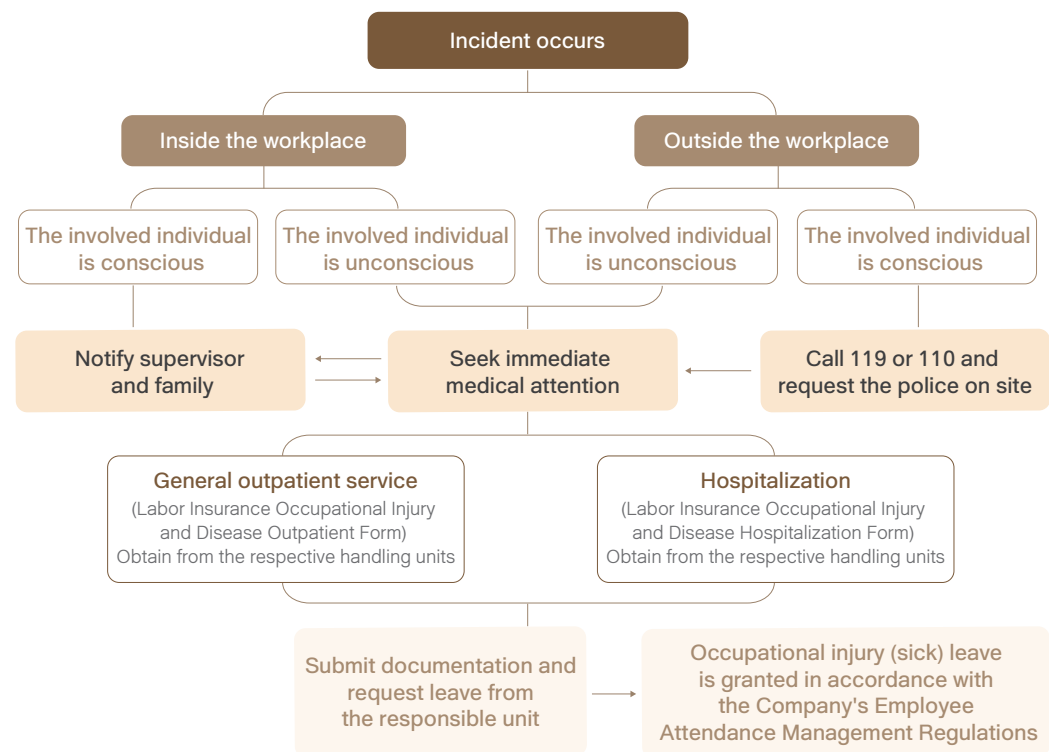 Incident occurs
Inside the workplace
Outside the workplace
The involved individual
is conscious
The involved individual
is unconscious
The involved individual
is unconscious
The involved individual
is conscious
Notify supervisor
and family
Seek immediate
medical attention
Call 119 or 110 and
request the police on site
General outpatient service
(Labor Insurance Occupational Injury
and Disease Outpatient Form)
Obtain from the respective handling units
Hospitalization
(Labor Insurance Occupational Injury
and Disease Hospitalization Form)
Obtain from the respective handling units
Submit documentation and
request leave from
the responsible unit
Occupational injury (sick) leave
is granted in accordance with
the Company's Employee
Attendance Management Regulations